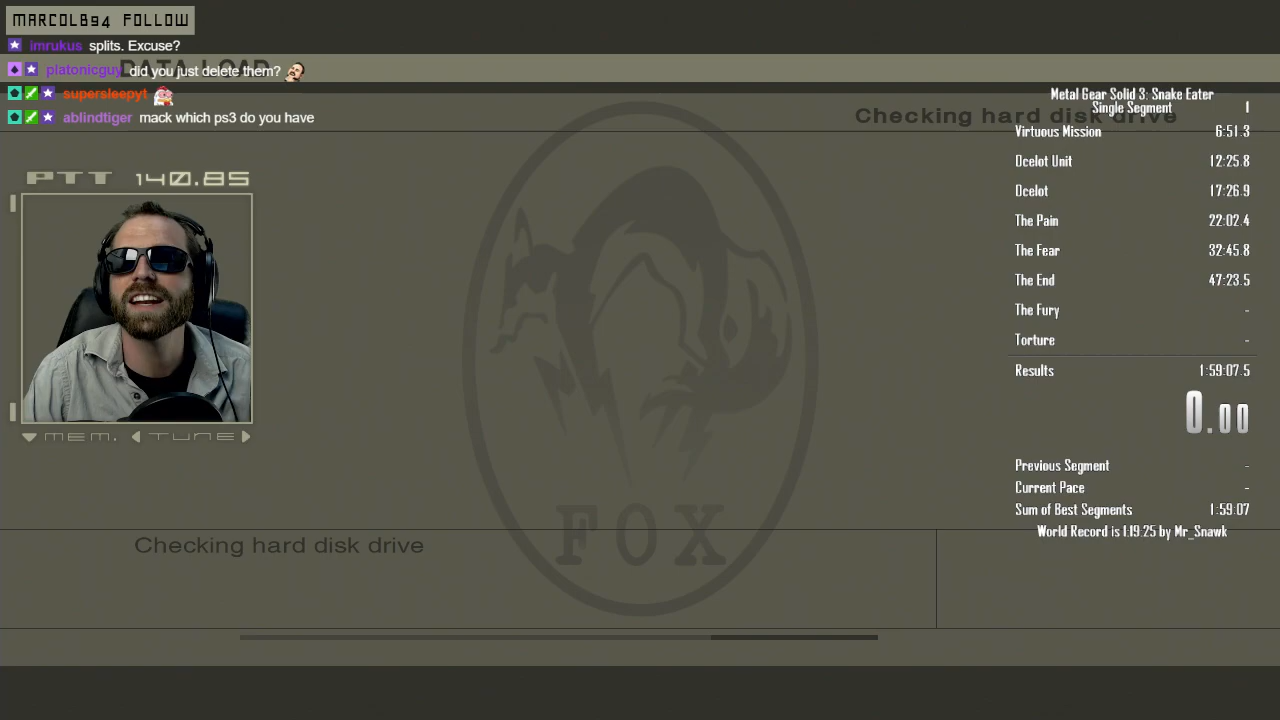 MARCOLB94 FOLLOW
imrukus splits. Excuse?
DATA LOAD
platonicguy did you just delete them?
supersleepyt
ablindtiger mack which ps3 do you have
Checking hard disk drive
PTT 140.85
MEM. TUNE
Metal Gear Solid 3: Snake Eater
Single Segment 1
Virtuous Mission 6:51.3
Ocelot Unit 12:25.8
Ocelot 17:26.9
The Pain 22:02.4
The Fear 32:45.8
The End 47:23.5
The Fury -
Torture -
Results 1:59:07.5
0.00
Previous Segment -
Current Pace -
Sum of Best Segments 1:59:07
World Record is 1:19.25 by Mr_Snawk
FOX
Checking hard disk drive